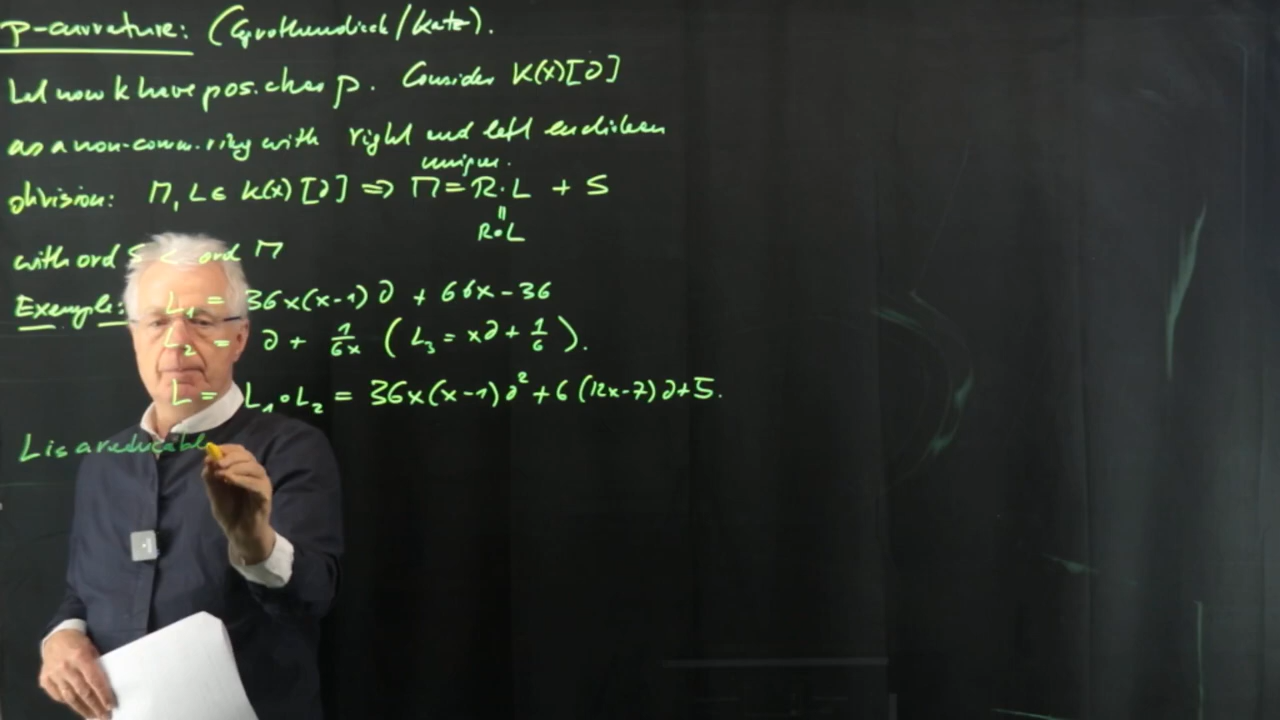 p-curvature: (Grothendieck/Katz).
Let now k have pos. char p. Consider K(x)[∂]
as a non-comm. ring with right and left euclidean
unique.
division: M, L ∈ K(x)[∂] ⇒ M = R·L + S
"
R∘L
with ord S < ord M
Example: L₁ = 36x(x-1)∂ + 66x - 36
L₂ = ∂ + 1/6x (L₃ = x∂ + 1/6).
L = L₁∘L₂ = 36x(x-1)∂² + 6(12x-7)∂+5.
L is a reducible